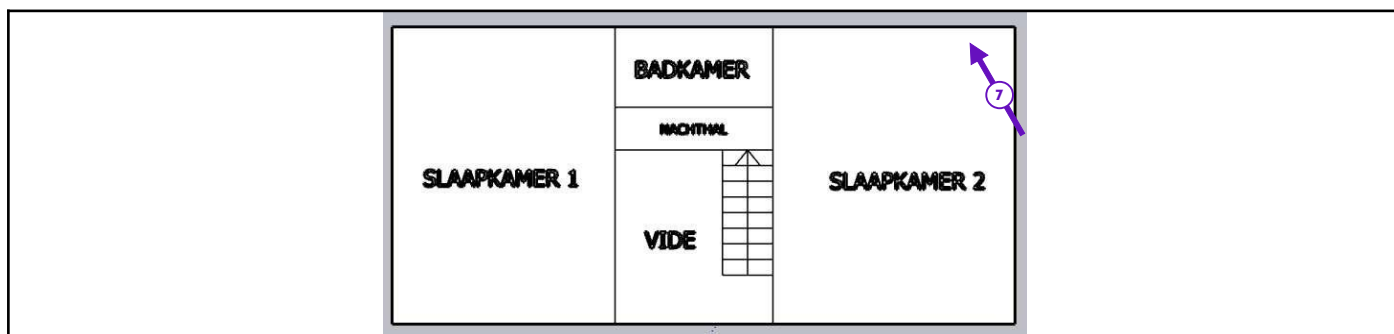 BADKAMER
7
NACHTHAL
SLAAPKAMER 1
SLAAPKAMER 2
VIDE